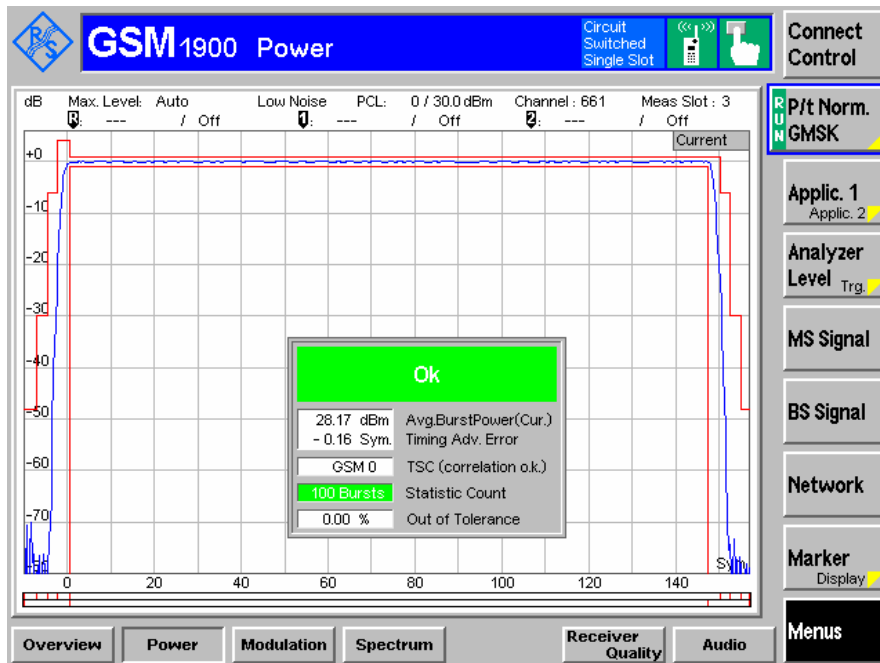 R&S
GSM1900 Power
Circuit
Switched
Single Slot
Connect
Control
dB Max. Level: Auto Low Noise PCL: 0 / 30.0 dBm Channel : 661 Meas Slot : 3
R: --- / Off 1: --- / Off 2: --- / Off
Current
RUN
P/t Norm.
GMSK
Applic. 1
Applic. 2
Analyzer
Level Trg.
MS Signal
BS Signal
Network
Marker
Display
Menus
+0
-10
-20
-30
-40
-50
-60
-70
Ok
28.17 dBm Avg.BurstPower(Cur.)
- 0.16 Sym. Timing Adv. Error
GSM 0 TSC (correlation o.k.)
100 Bursts Statistic Count
0.00 % Out of Tolerance
0 20 40 60 80 100 120 140
Overview Power Modulation Spectrum Receiver Quality Audio